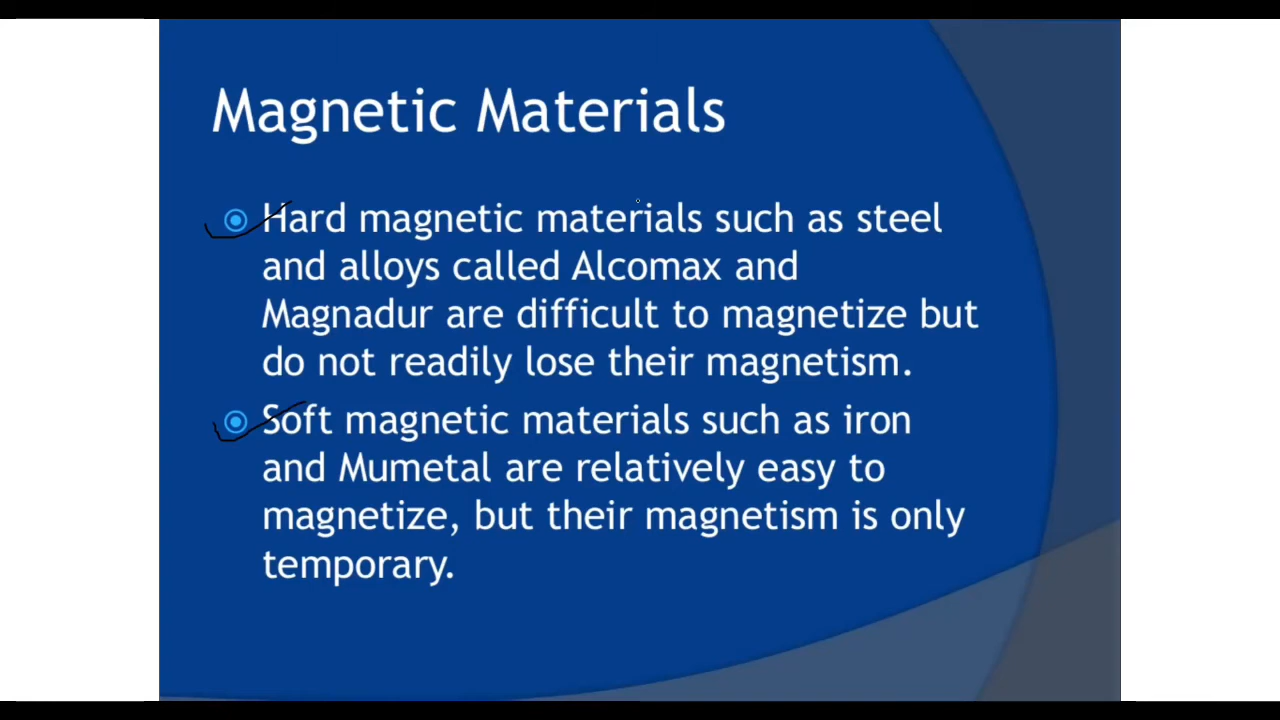 Magnetic Materials
Hard magnetic materials such as steel
and alloys called Alcomax and
Magnadur are difficult to magnetize but
do not readily lose their magnetism.
Soft magnetic materials such as iron
and Mumetal are relatively easy to
magnetize, but their magnetism is only
temporary.